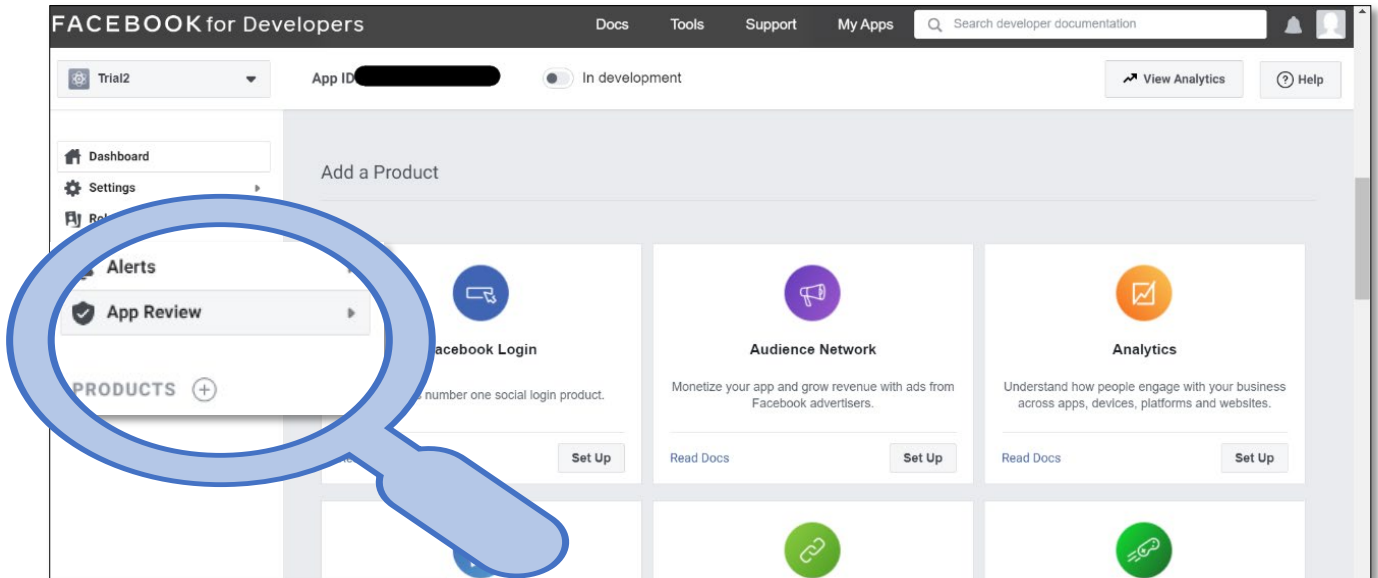 FACEBOOK for Developers
Docs Tools Support My Apps Search developer documentation
Trial2 App ID In development View Analytics ? Help
Dashboard
Settings
Alerts
App Review
PRODUCTS
Add a Product
acebook Login
number one social login product.
Set Up
Audience Network
Monetize your app and grow revenue with ads from
Facebook advertisers.
Read Docs Set Up
Analytics
Understand how people engage with your business
across apps, devices, platforms and websites.
Read Docs Set Up